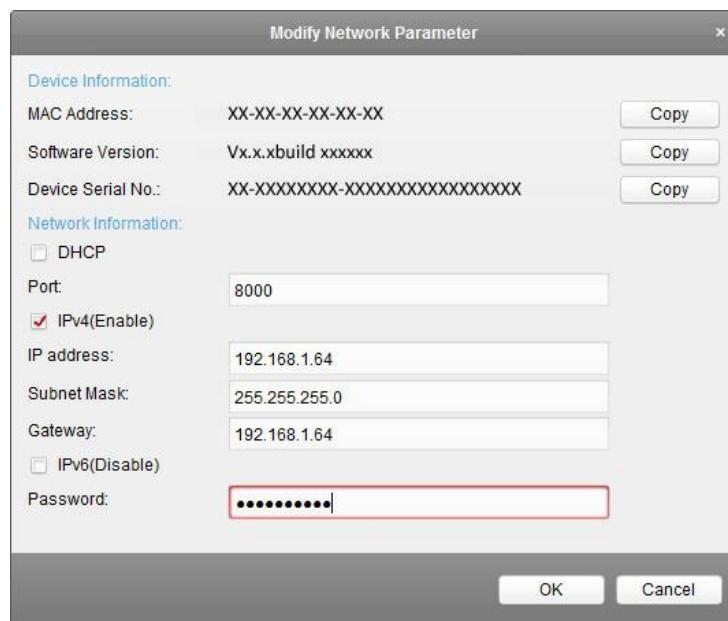 Modify Network Parameter ×
Device Information:
MAC Address: XX-XX-XX-XX-XX-XX Copy
Software Version: Vx.x.xbuild xxxxxx Copy
Device Serial No.: XX-XXXXXXXX-XXXXXXXXXXXXXXXXX Copy
Network Information:
DHCP
Port: 8000
IPv4(Enable)
IP address: 192.168.1.64
Subnet Mask: 255.255.255.0
Gateway: 192.168.1.64
IPv6(Disable)
Password: ●●●●●●●●●●
OK Cancel